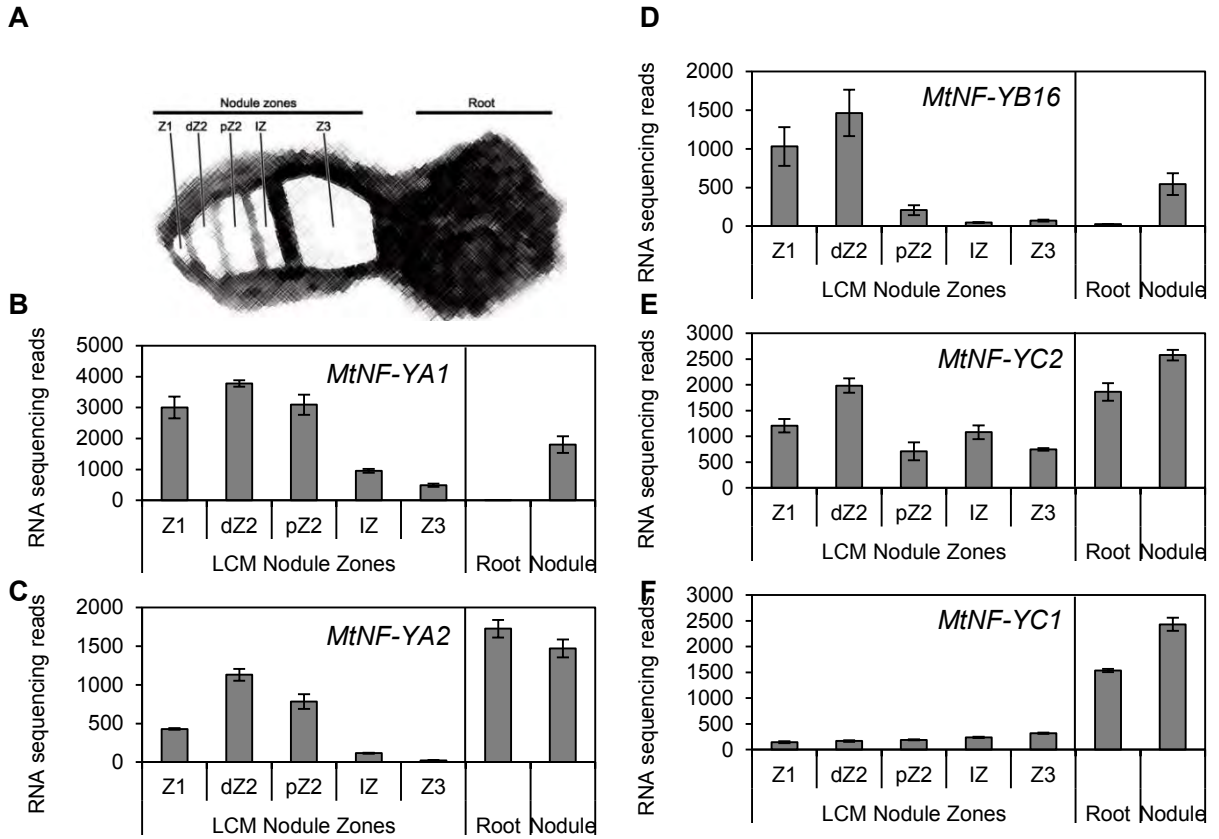 A
Nodule zones
Root
Z1 dZ2 pZ2 IZ Z3
B
RNA sequencing reads
5000
4000
3000
2000
1000
0
MtNF-YA1
Z1 dZ2 pZ2 IZ Z3
LCM Nodule Zones Root Nodule
C
RNA sequencing reads
2000
1500
1000
500
0
MtNF-YA2
Z1 dZ2 pZ2 IZ Z3
LCM Nodule Zones Root Nodule
D
RNA sequencing reads
2000
1500
1000
500
0
MtNF-YB16
Z1 dZ2 pZ2 IZ Z3
LCM Nodule Zones Root Nodule
E
RNA sequencing reads
3000
2500
2000
1500
1000
500
0
MtNF-YC2
Z1 dZ2 pZ2 IZ Z3
LCM Nodule Zones Root Nodule
F
RNA sequencing reads
3000
2500
2000
1500
1000
500
0
MtNF-YC1
Z1 dZ2 pZ2 IZ Z3
LCM Nodule Zones Root Nodule